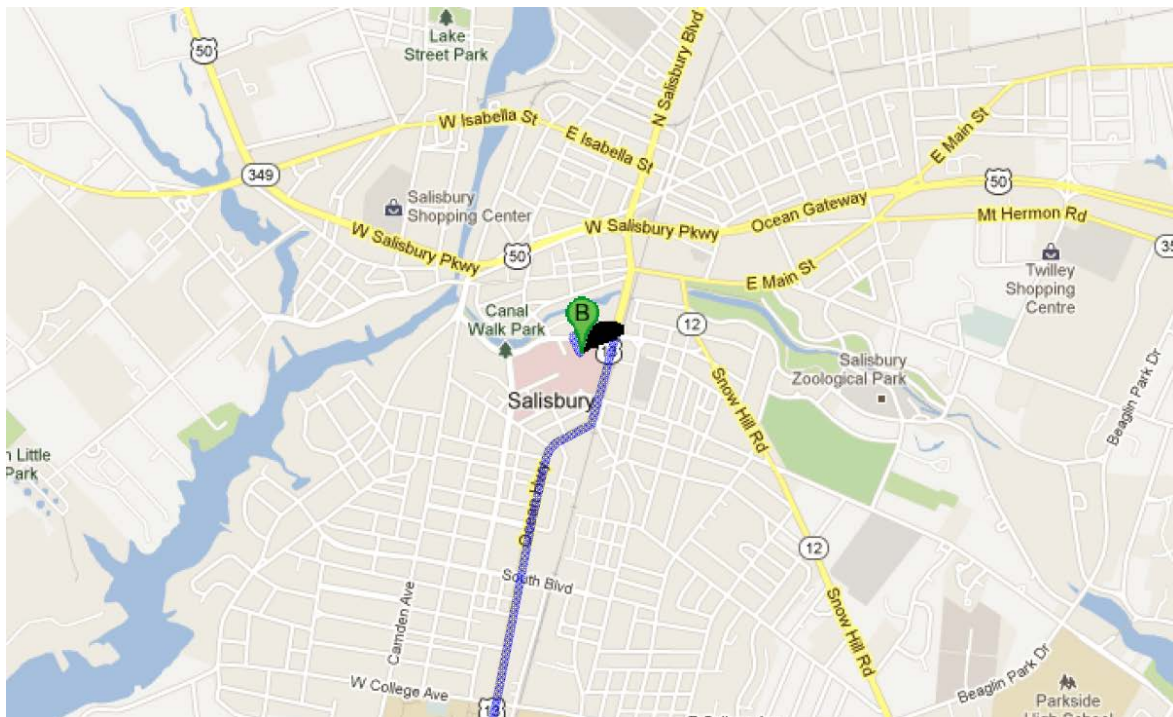 Lake
Street Park
50
N Salisbury Blvd
W Isabella St
E Isabella St
E Main St
349
Salisbury
Shopping Center
50
Ocean Gateway
W Salisbury Pkwy
Mt Hermon Rd
W Salisbury Pkwy
50
E Main St
Twilley
Shopping
Centre
Canal
Walk Park
B
12
Salisbury
Zoological Park
Beaglin Park Dr
Salisbury
Snow Hill Rd
n Little
Park
Ocean Hwy
12
South Blvd
Camden Ave
Snow Hill Rd
W College Ave
Beaglin Park Dr
13
Parkside
High School